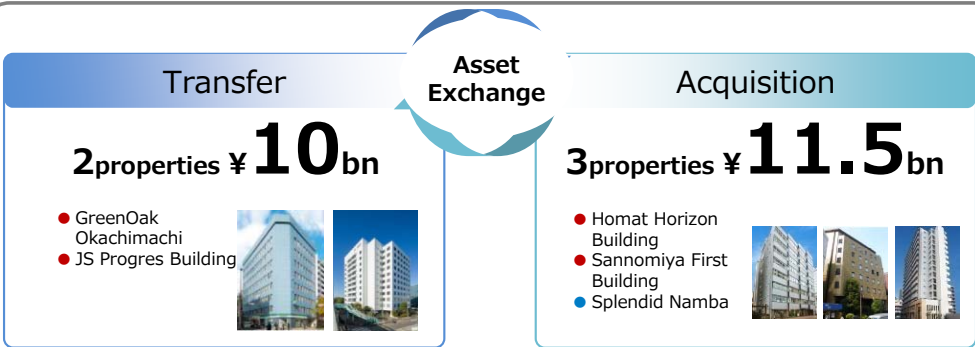 Asset
Exchange
Transfer
2properties ¥10bn
● GreenOak
Okachimachi
● JS Progres Building
Acquisition
3properties ¥11.5bn
● Homat Horizon
Building
● Sannomiya First
Building
● Splendid Namba